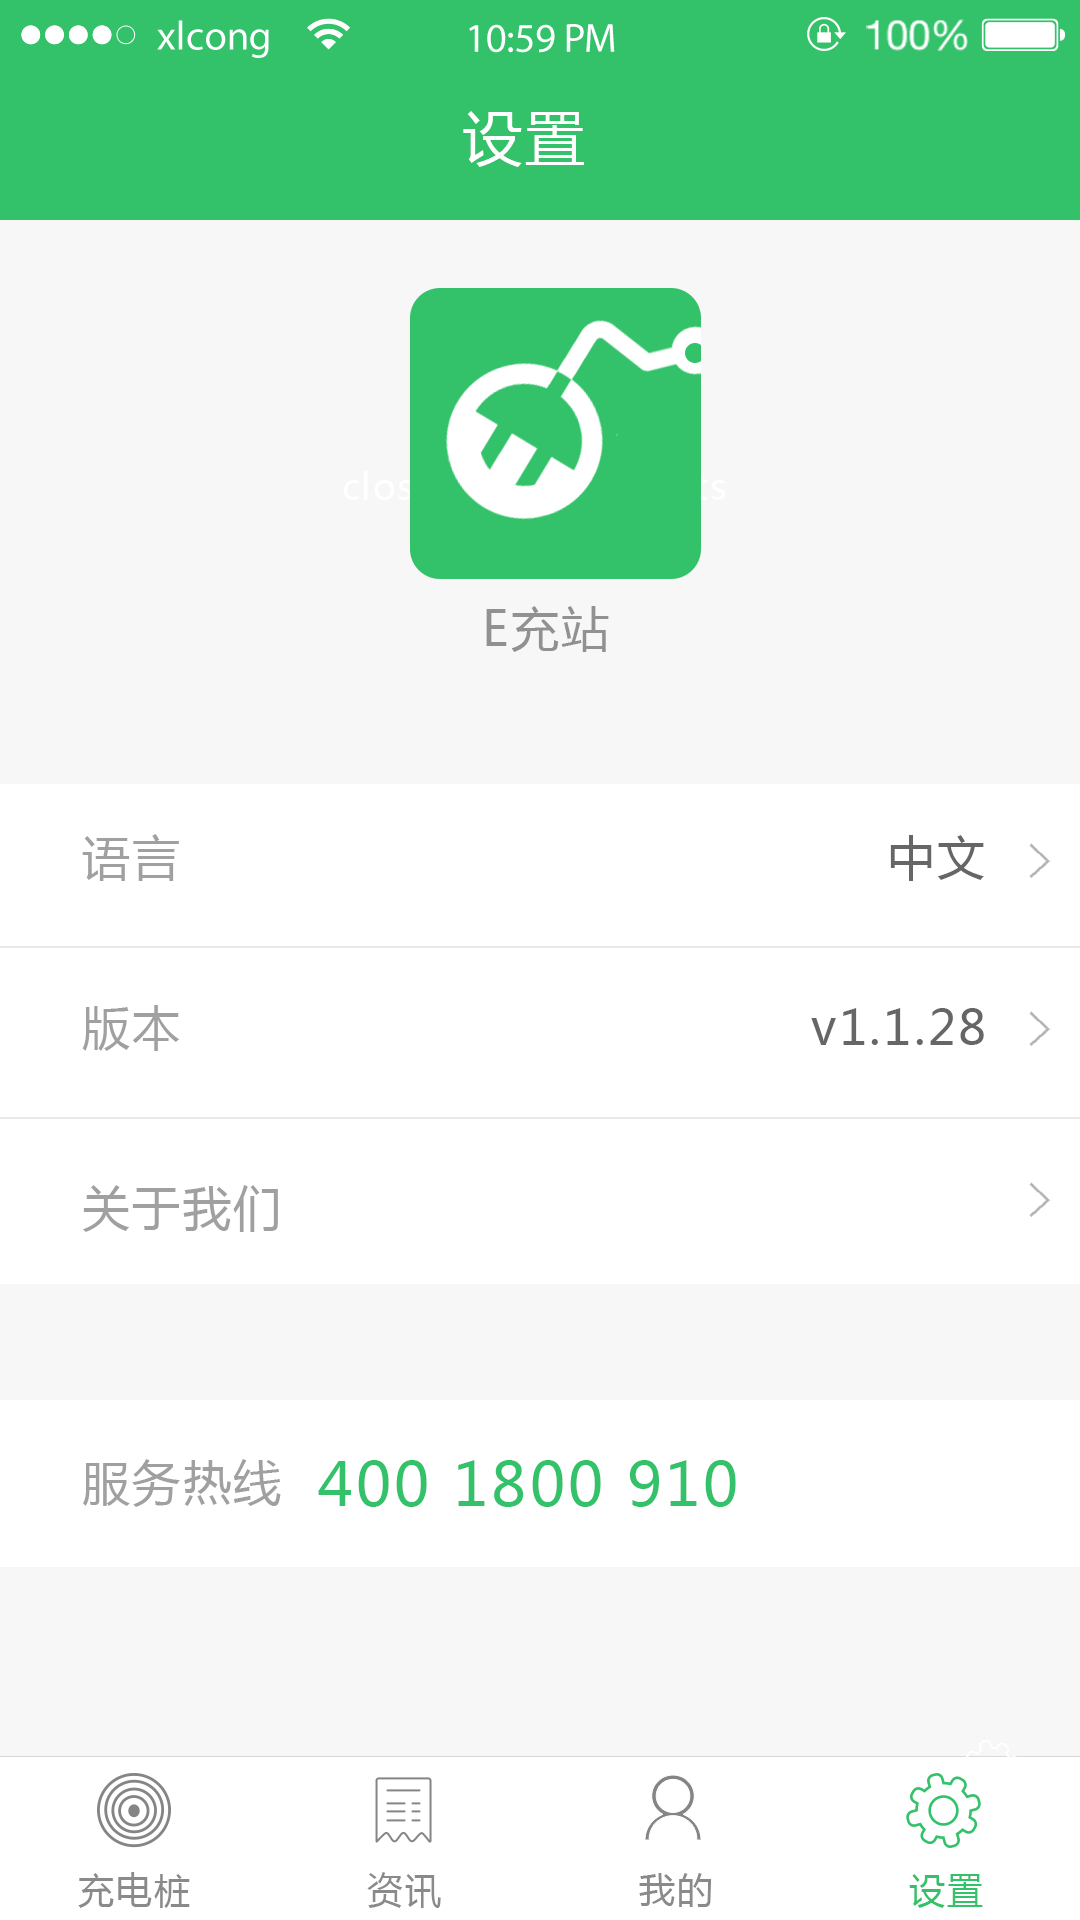 xlcong 10:59 PM 100%
设置
clos ts
E充站
语言 中文
版本 v1.1.28
关于我们
服务热线 400 1800 910
充电桩 资讯 我的 设置